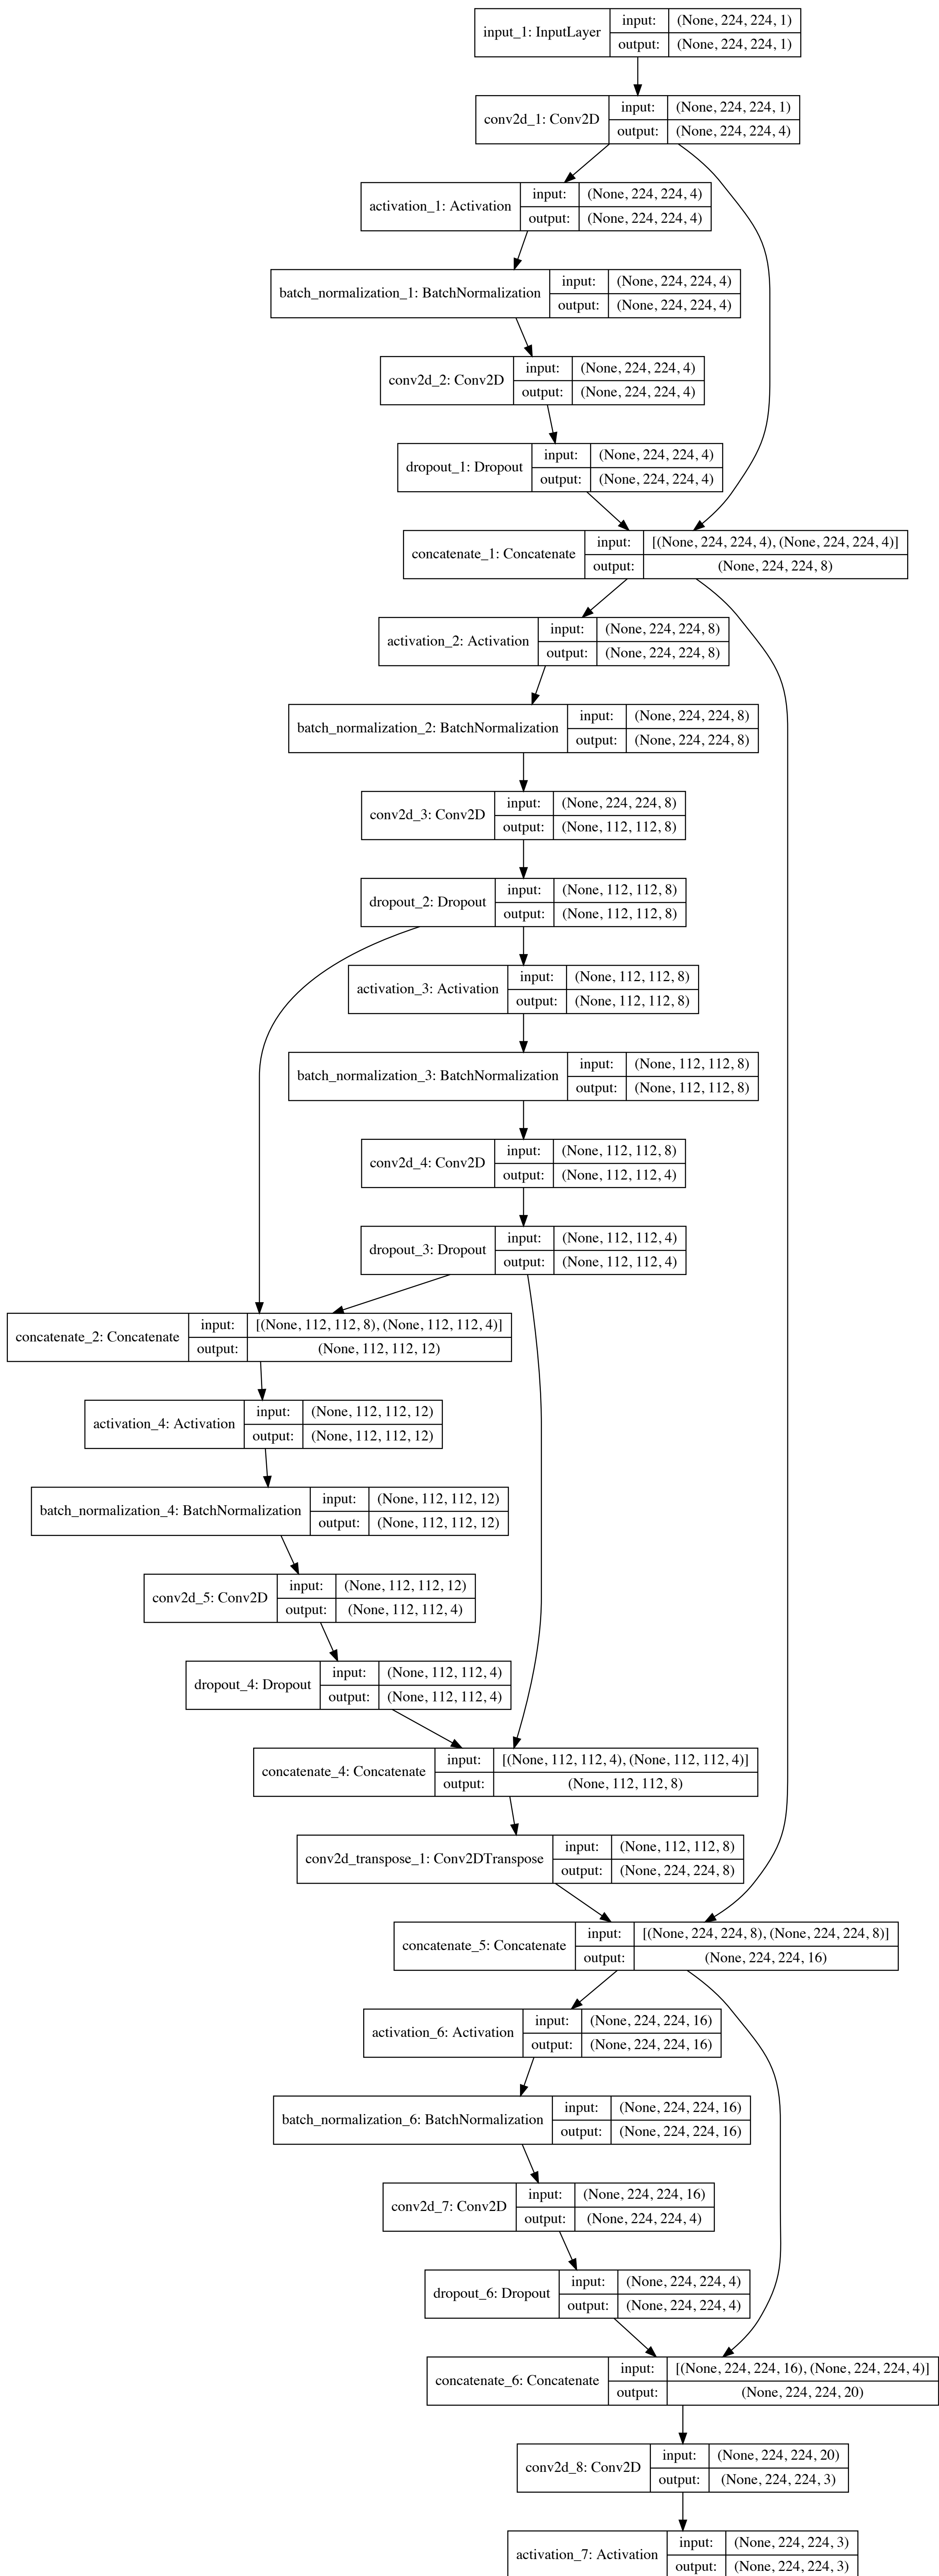 input_1: InputLayer
input: (None, 224, 224, 1)
output: (None, 224, 224, 1)
conv2d_1: Conv2D
input: (None, 224, 224, 1)
output: (None, 224, 224, 4)
activation_1: Activation
input: (None, 224, 224, 4)
output: (None, 224, 224, 4)
batch_normalization_1: BatchNormalization
input: (None, 224, 224, 4)
output: (None, 224, 224, 4)
conv2d_2: Conv2D
input: (None, 224, 224, 4)
output: (None, 224, 224, 4)
dropout_1: Dropout
input: (None, 224, 224, 4)
output: (None, 224, 224, 4)
concatenate_1: Concatenate
input: [(None, 224, 224, 4), (None, 224, 224, 4)]
output: (None, 224, 224, 8)
activation_2: Activation
input: (None, 224, 224, 8)
output: (None, 224, 224, 8)
batch_normalization_2: BatchNormalization
input: (None, 224, 224, 8)
output: (None, 224, 224, 8)
conv2d_3: Conv2D
input: (None, 224, 224, 8)
output: (None, 112, 112, 8)
dropout_2: Dropout
input: (None, 112, 112, 8)
output: (None, 112, 112, 8)
activation_3: Activation
input: (None, 112, 112, 8)
output: (None, 112, 112, 8)
batch_normalization_3: BatchNormalization
input: (None, 112, 112, 8)
output: (None, 112, 112, 8)
conv2d_4: Conv2D
input: (None, 112, 112, 8)
output: (None, 112, 112, 4)
dropout_3: Dropout
input: (None, 112, 112, 4)
output: (None, 112, 112, 4)
concatenate_2: Concatenate
input: [(None, 112, 112, 8), (None, 112, 112, 4)]
output: (None, 112, 112, 12)
activation_4: Activation
input: (None, 112, 112, 12)
output: (None, 112, 112, 12)
batch_normalization_4: BatchNormalization
input: (None, 112, 112, 12)
output: (None, 112, 112, 12)
conv2d_5: Conv2D
input: (None, 112, 112, 12)
output: (None, 112, 112, 4)
dropout_4: Dropout
input: (None, 112, 112, 4)
output: (None, 112, 112, 4)
concatenate_4: Concatenate
input: [(None, 112, 112, 4), (None, 112, 112, 4)]
output: (None, 112, 112, 8)
conv2d_transpose_1: Conv2DTranspose
input: (None, 112, 112, 8)
output: (None, 224, 224, 8)
concatenate_5: Concatenate
input: [(None, 224, 224, 8), (None, 224, 224, 8)]
output: (None, 224, 224, 16)
activation_6: Activation
input: (None, 224, 224, 16)
output: (None, 224, 224, 16)
batch_normalization_6: BatchNormalization
input: (None, 224, 224, 16)
output: (None, 224, 224, 16)
conv2d_7: Conv2D
input: (None, 224, 224, 16)
output: (None, 224, 224, 4)
dropout_6: Dropout
input: (None, 224, 224, 4)
output: (None, 224, 224, 4)
concatenate_6: Concatenate
input: [(None, 224, 224, 16), (None, 224, 224, 4)]
output: (None, 224, 224, 20)
conv2d_8: Conv2D
input: (None, 224, 224, 20)
output: (None, 224, 224, 3)
activation_7: Activation
input: (None, 224, 224, 3)
output: (None, 224, 224, 3)